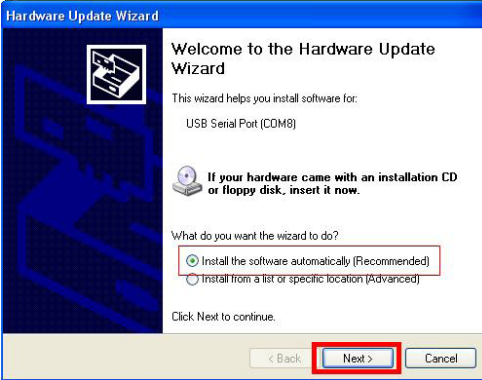 Hardware Update Wizard
Welcome to the Hardware Update
Wizard
This wizard helps you install software for:
USB Serial Port (COM8)
If your hardware came with an installation CD
or floppy disk, insert it now.
What do you want the wizard to do?
Install the software automatically (Recommended)
Install from a list or specific location (Advanced)
Click Next to continue.
< Back
Next >
Cancel